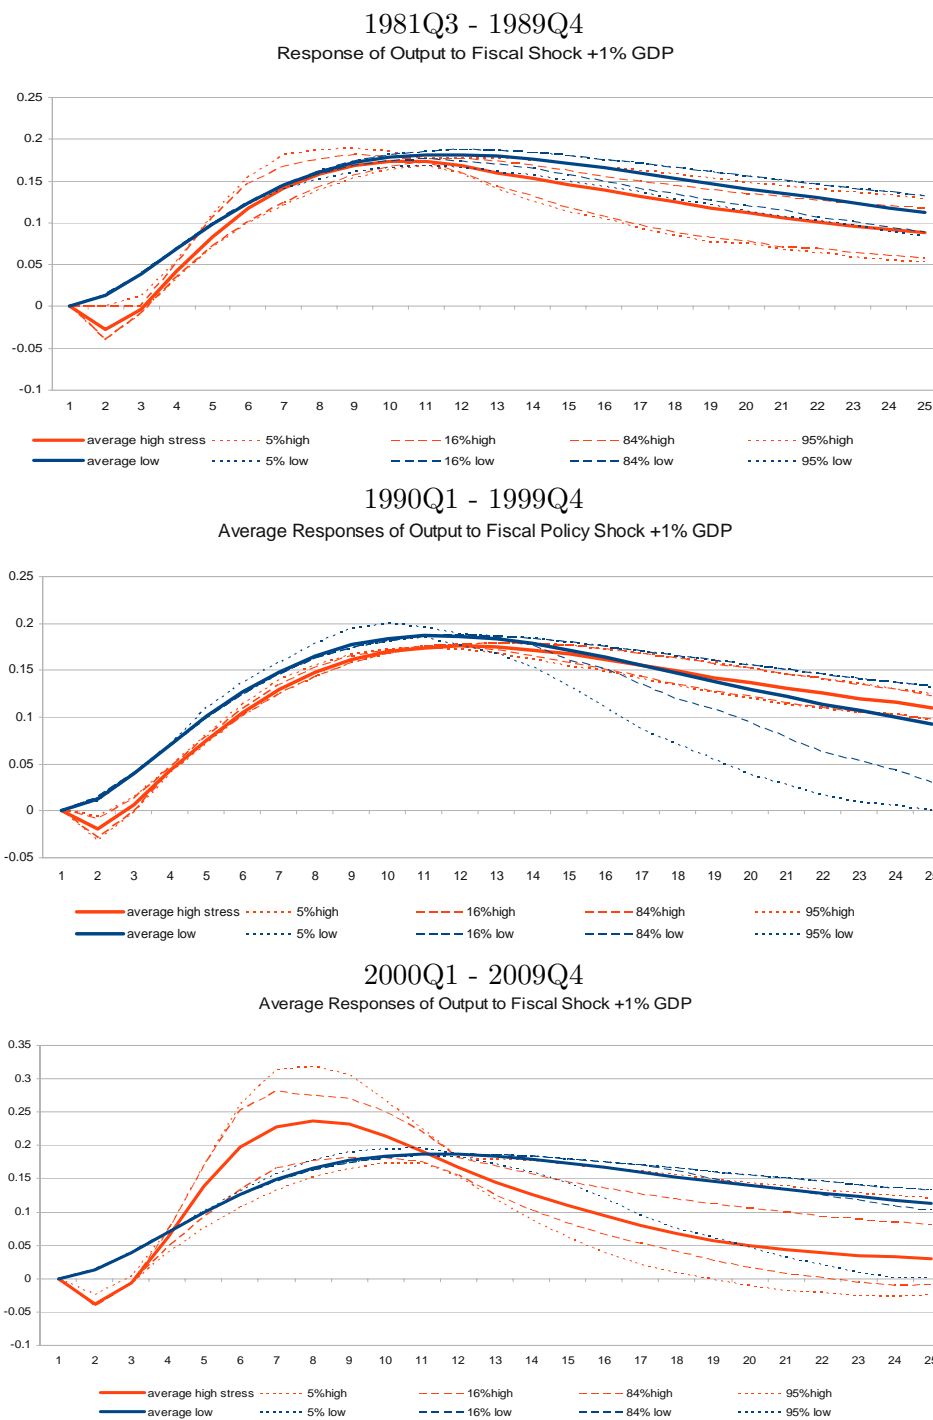 1981Q3 - 1989Q4
Response of Output to Fiscal Shock +1% GDP
0.25
0.2
0.15
0.1
0.05
0
-0.05
-0.1
1 2 3 4 5 6 7 8 9 10 11 12 13 14 15 16 17 18 19 20 21 22 23 24 25
average high stress 5%high 16%high 84%high 95%high
average low 5% low 16% low 84% low 95% low
1990Q1 - 1999Q4
Average Responses of Output to Fiscal Policy Shock +1% GDP
0.25
0.2
0.15
0.1
0.05
0
-0.05
1 2 3 4 5 6 7 8 9 10 11 12 13 14 15 16 17 18 19 20 21 22 23 24 25
average high stress 5%high 16%high 84%high 95%high
average low 5% low 16% low 84% low 95% low
2000Q1 - 2009Q4
Average Responses of Output to Fiscal Shock +1% GDP
0.35
0.3
0.25
0.2
0.15
0.1
0.05
0
-0.05
-0.1
1 2 3 4 5 6 7 8 9 10 11 12 13 14 15 16 17 18 19 20 21 22 23 24 25
average high stress 5%high 16%high 84%high 95%high
average low 5% low 16% low 84% low 95% low